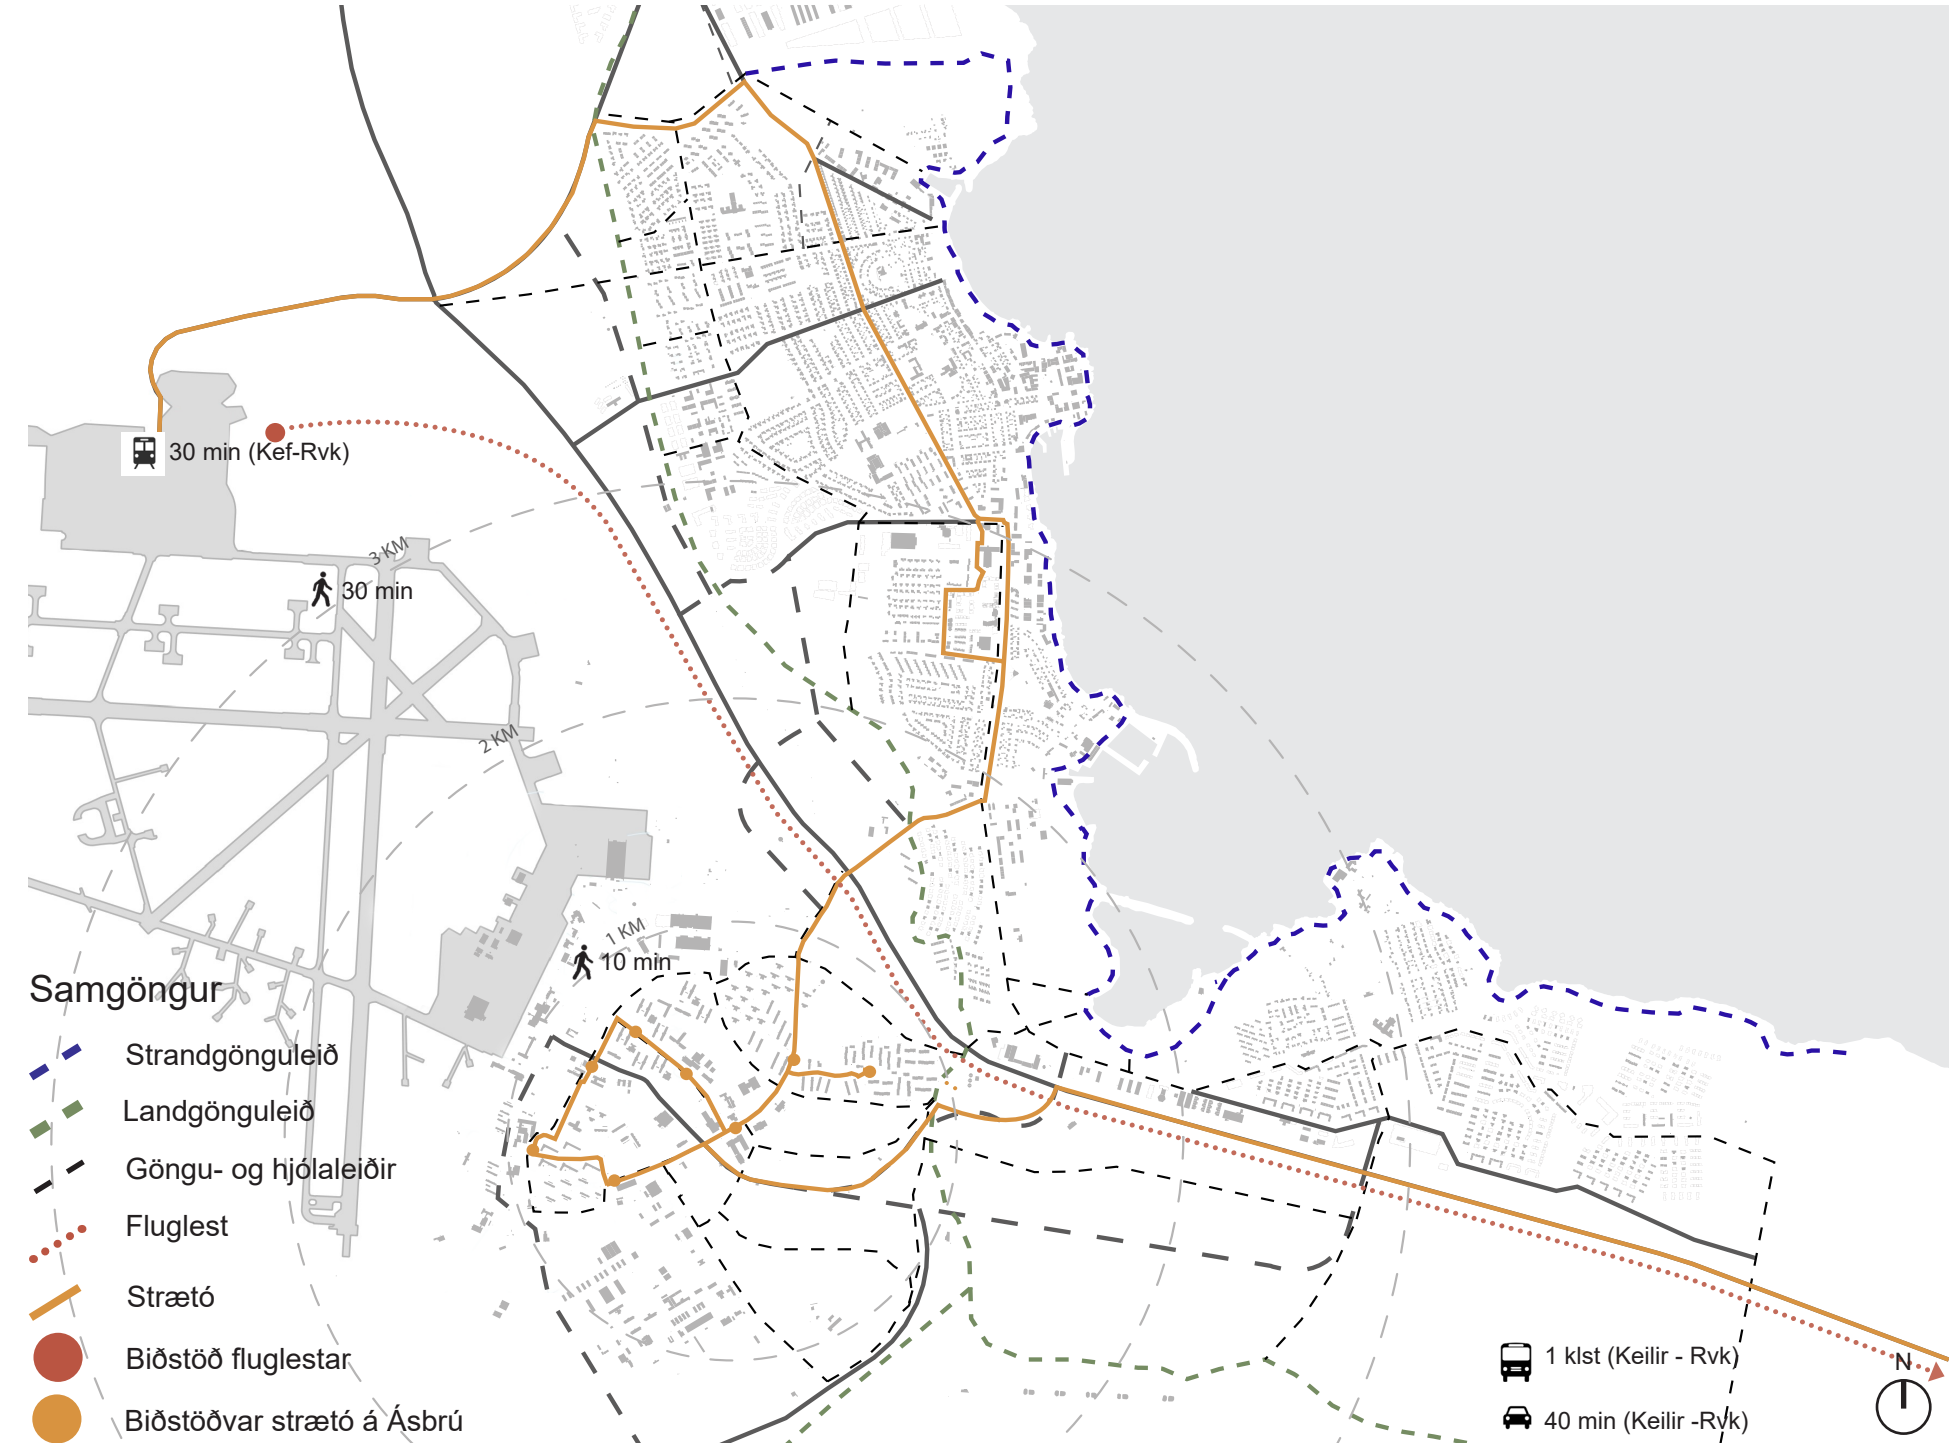 30 min (Kef-Rvk)
3 KM
30 min
2 KM
1 KM
10 min
Samgöngur
Strandgönguleið
Landgönguleið
Göngu- og hjólaleiðir
Fluglest
Strætó
Biðstöð fluglestar
Biðstöðvar strætó á Ásbrú
1 klst (Keilir - Rvk)
N
40 min (Keilir -Rvk)